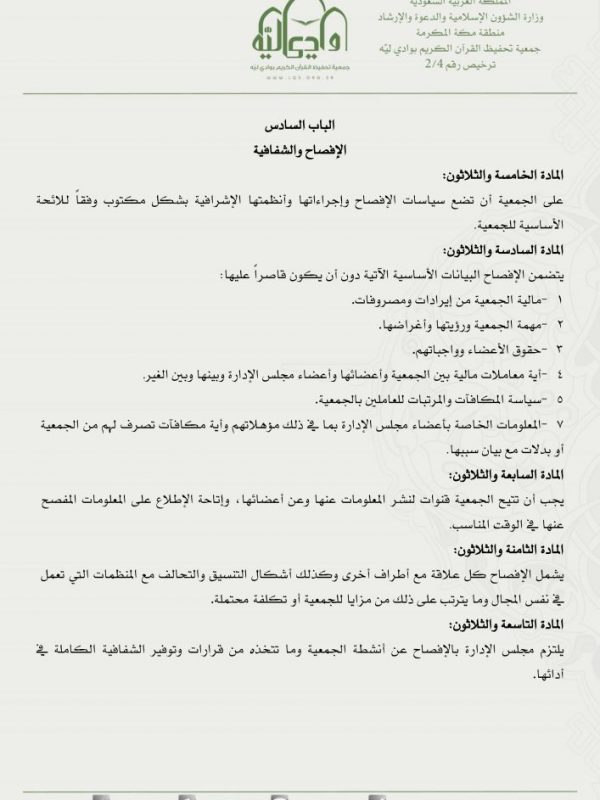 المملكة العربية السعودية
وزارة الشؤون الإسلامية والدعوة والإرشاد
منطقة مكة المكرمة
جمعية تحفيظ القرآن الكريم بوادي ليّه
ترخيص رقم 2/4
وادي ليّه
جمعية تحفيظ القرآن الكريم بوادي ليّه
WWW.LQS.ORG.SA
الباب السادس
الإفصاح والشفافية
المادة الخامسة والثلاثون:
على الجمعية أن تضع سياسات الإفصاح وإجراءاتها وأنظمتها الإشرافية بشكل مكتوب وفقاً للائحة
الأساسية للجمعية.
المادة السادسة والثلاثون:
يتضمن الإفصاح البيانات الأساسية الآتية دون أن يكون قاصراً عليها:
١ -مالية الجمعية من إيرادات ومصروفات.
٢ -مهمة الجمعية ورؤيتها وأغراضها.
٣ -حقوق الأعضاء وواجباتهم.
٤ -أية معاملات مالية بين الجمعية وأعضائها وأعضاء مجلس الإدارة وبينها وبين الغير.
٥ -سياسة المكافآت والمرتبات للعاملين بالجمعية.
٧ -المعلومات الخاصة بأعضاء مجلس الإدارة بما في ذلك مؤهلاتهم وأية مكافآت تصرف لهم من الجمعية
أو بدلات مع بيان سببها.
المادة السابعة والثلاثون:
يجب أن تتيح الجمعية قنوات لنشر المعلومات عنها وعن أعضائها، وإتاحة الإطلاع على المعلومات المفصح
عنها في الوقت المناسب.
المادة الثامنة والثلاثون:
يشمل الإفصاح كل علاقة مع أطراف أخرى وكذلك أشكال التنسيق والتحالف مع المنظمات التي تعمل
في نفس المجال وما يترتب على ذلك من مزايا للجمعية أو تكلفة محتملة.
المادة التاسعة والثلاثون:
يلتزم مجلس الإدارة بالإفصاح عن أنشطة الجمعية وما تتخذه من قرارات وتوفير الشفافية الكاملة في
أدائها.